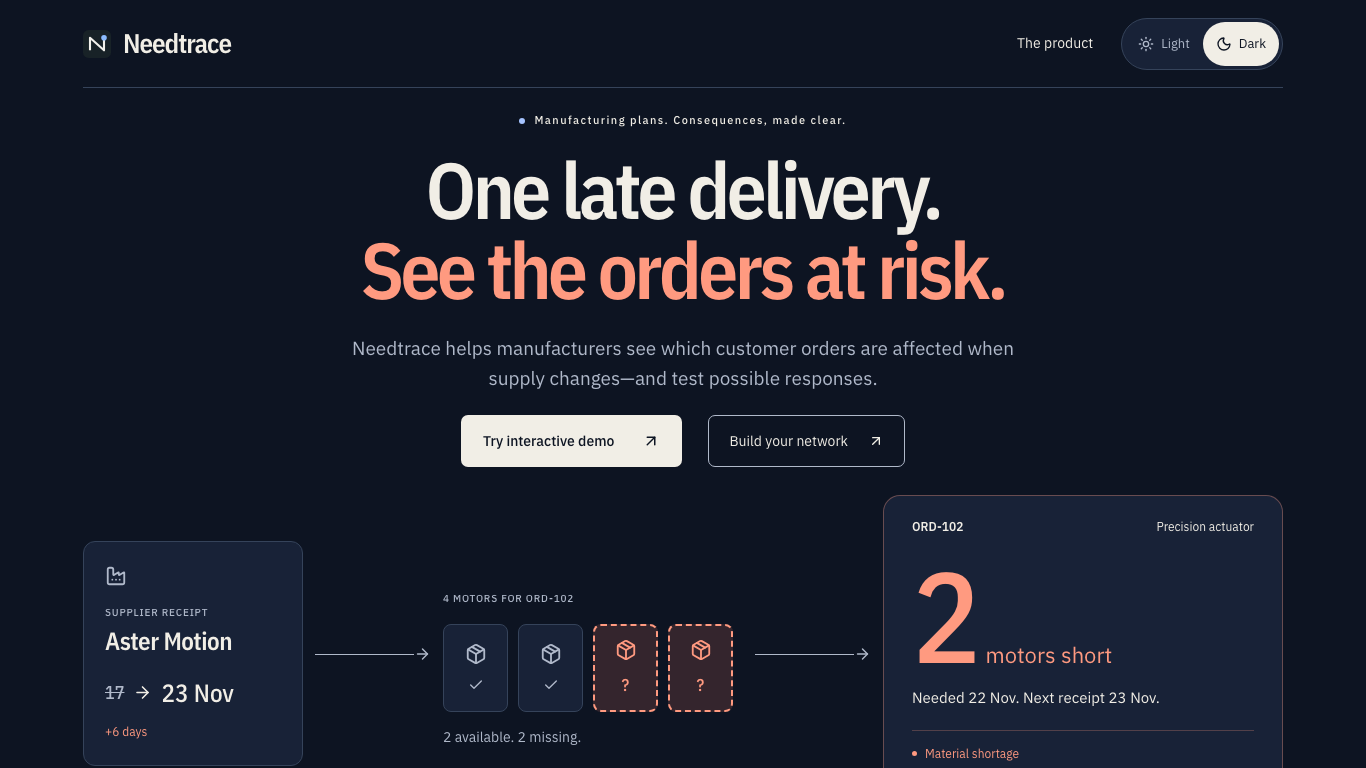 Needtrace
The product
Light
Dark
Manufacturing plans. Consequences, made clear.
One late delivery.
See the orders at risk.
Needtrace helps manufacturers see which customer orders are affected when
supply changes—and test possible responses.
Try interactive demo
Build your network
SUPPLIER RECEIPT
Aster Motion
17 → 23 Nov
+6 days
4 MOTORS FOR ORD-102
? ?
2 available. 2 missing.
ORD-102
Precision actuator
2 motors short
Needed 22 Nov. Next receipt 23 Nov.
Material shortage